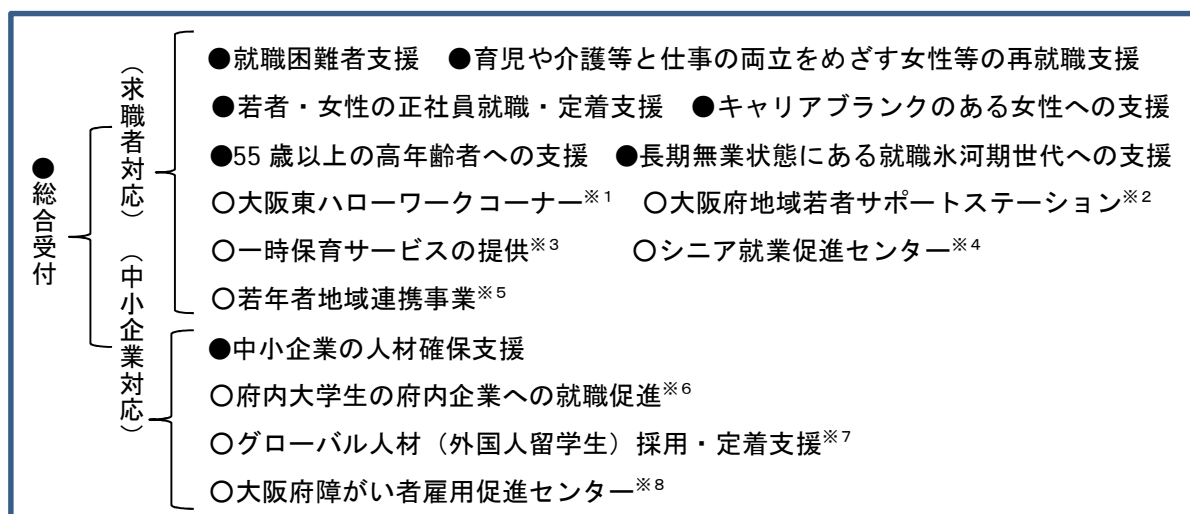 ●総合受付
（求職者対応）
●就職困難者支援　●育児や介護等と仕事の両立をめざす女性等の再就職支援
●若者・女性の正社員就職・定着支援　●キャリアブランクのある女性への支援
●55 歳以上の高年齢者への支援　●長期無業状態にある就職氷河期世代への支援
○大阪東ハローワークコーナー※1　○大阪府地域若者サポートステーション※2
○一時保育サービスの提供※3　○シニア就業促進センター※4
○若年者地域連携事業※5
（中小企業対応）
●中小企業の人材確保支援
○府内大学生の府内企業への就職促進※6
○グローバル人材（外国人留学生）採用・定着支援※7
○大阪府障がい者雇用促進センター※8